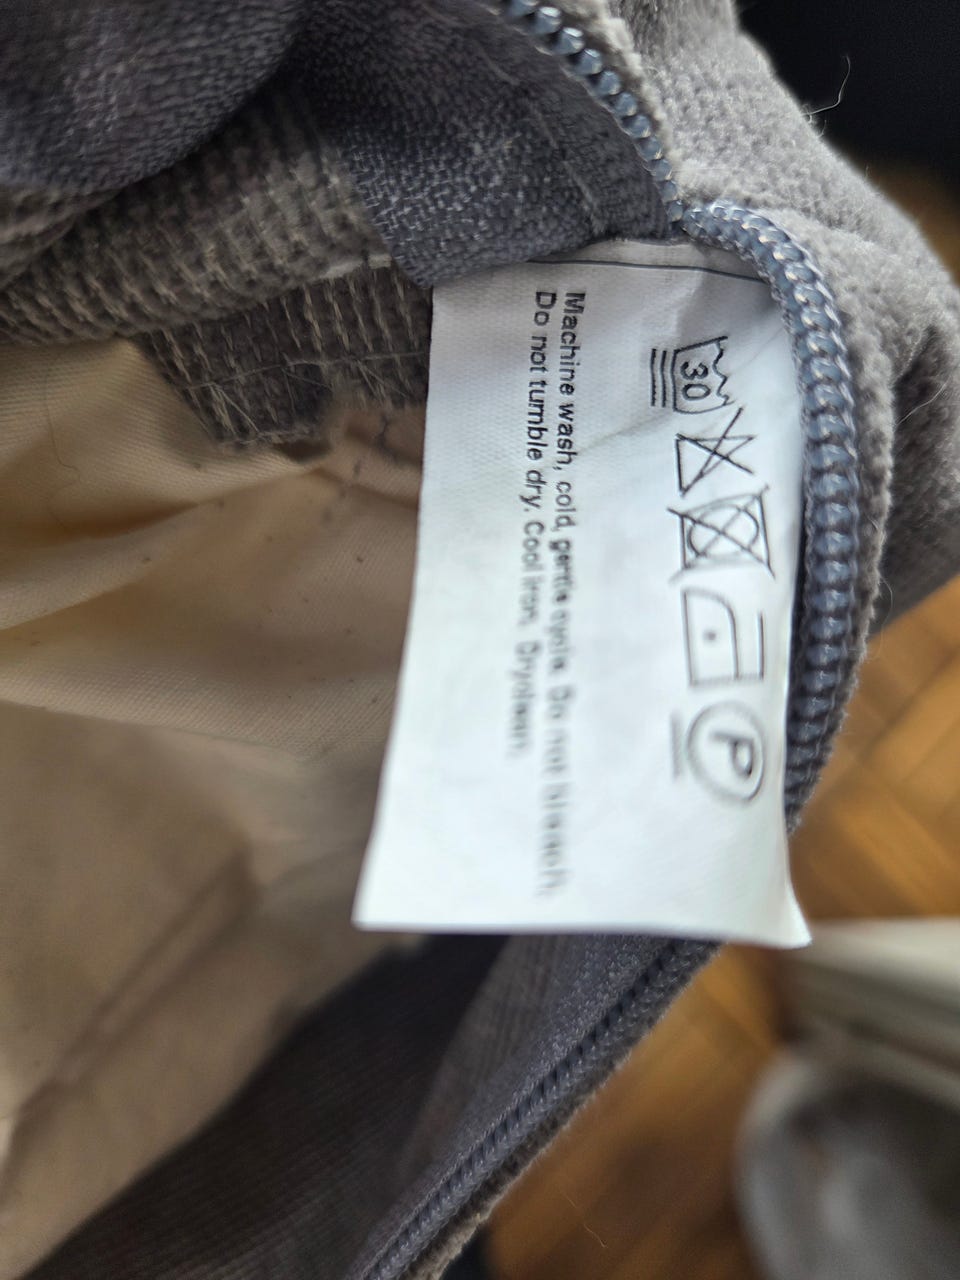 30
P
Machine wash, cold, gentle cycle. Do not bleach.
Do not tumble dry. Cool iron. Dryclean.